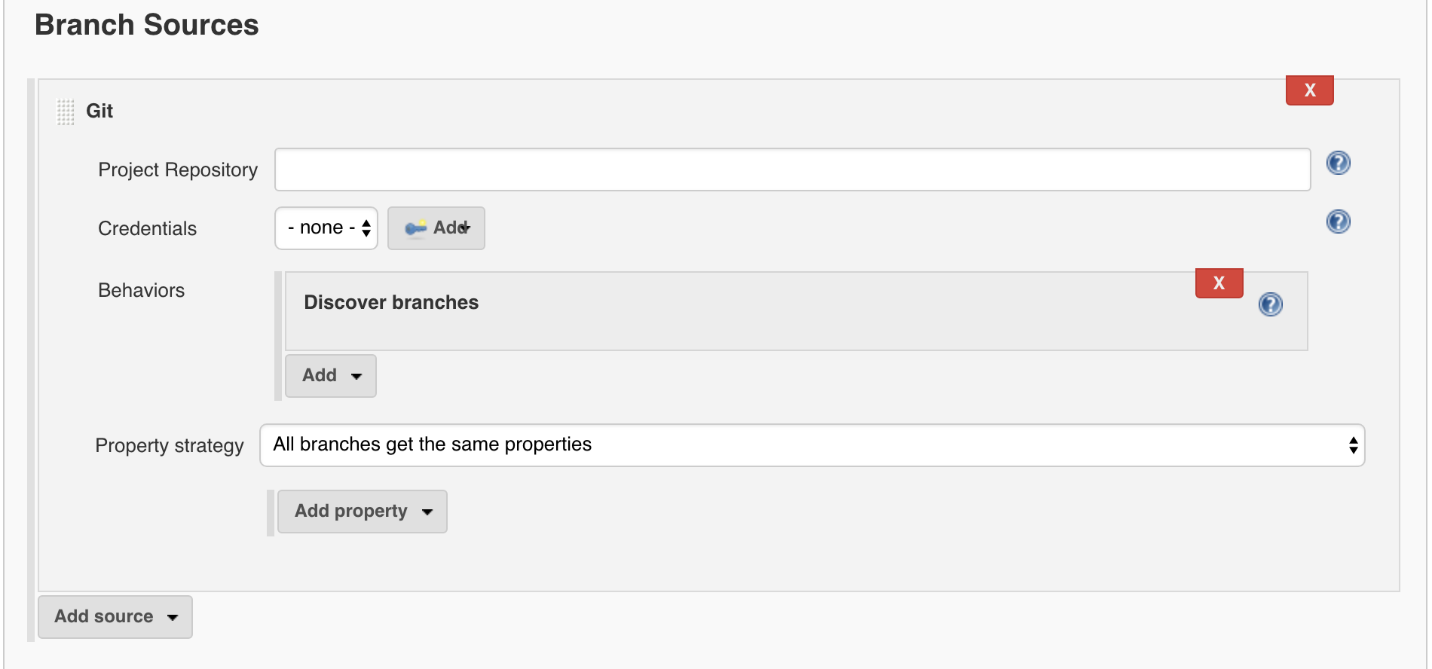 Branch Sources
X
Git
Project Repository
?
Credentials
- none -
Add
?
Behaviors
Discover branches
X
?
Add
Property strategy
All branches get the same properties
Add property
Add source